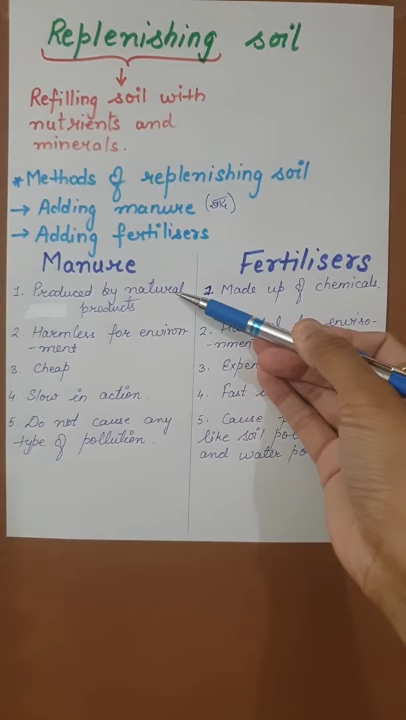 Replenishing soil
Refilling soil with
nutrients and
minerals.
* Methods of replenishing soil
→ Adding manure (खाद)
→ Adding fertilisers
Manure
1. Produced by natural
products
2 Harmless for environ
-ment
3 Cheap
4. Slow in action.
5. Do not cause any
type of pollution.
Fertilisers
1 Made up of chemicals.
2. enviro-
-nment
3. Expen
4. Fast
5. Cause
like soil
and water